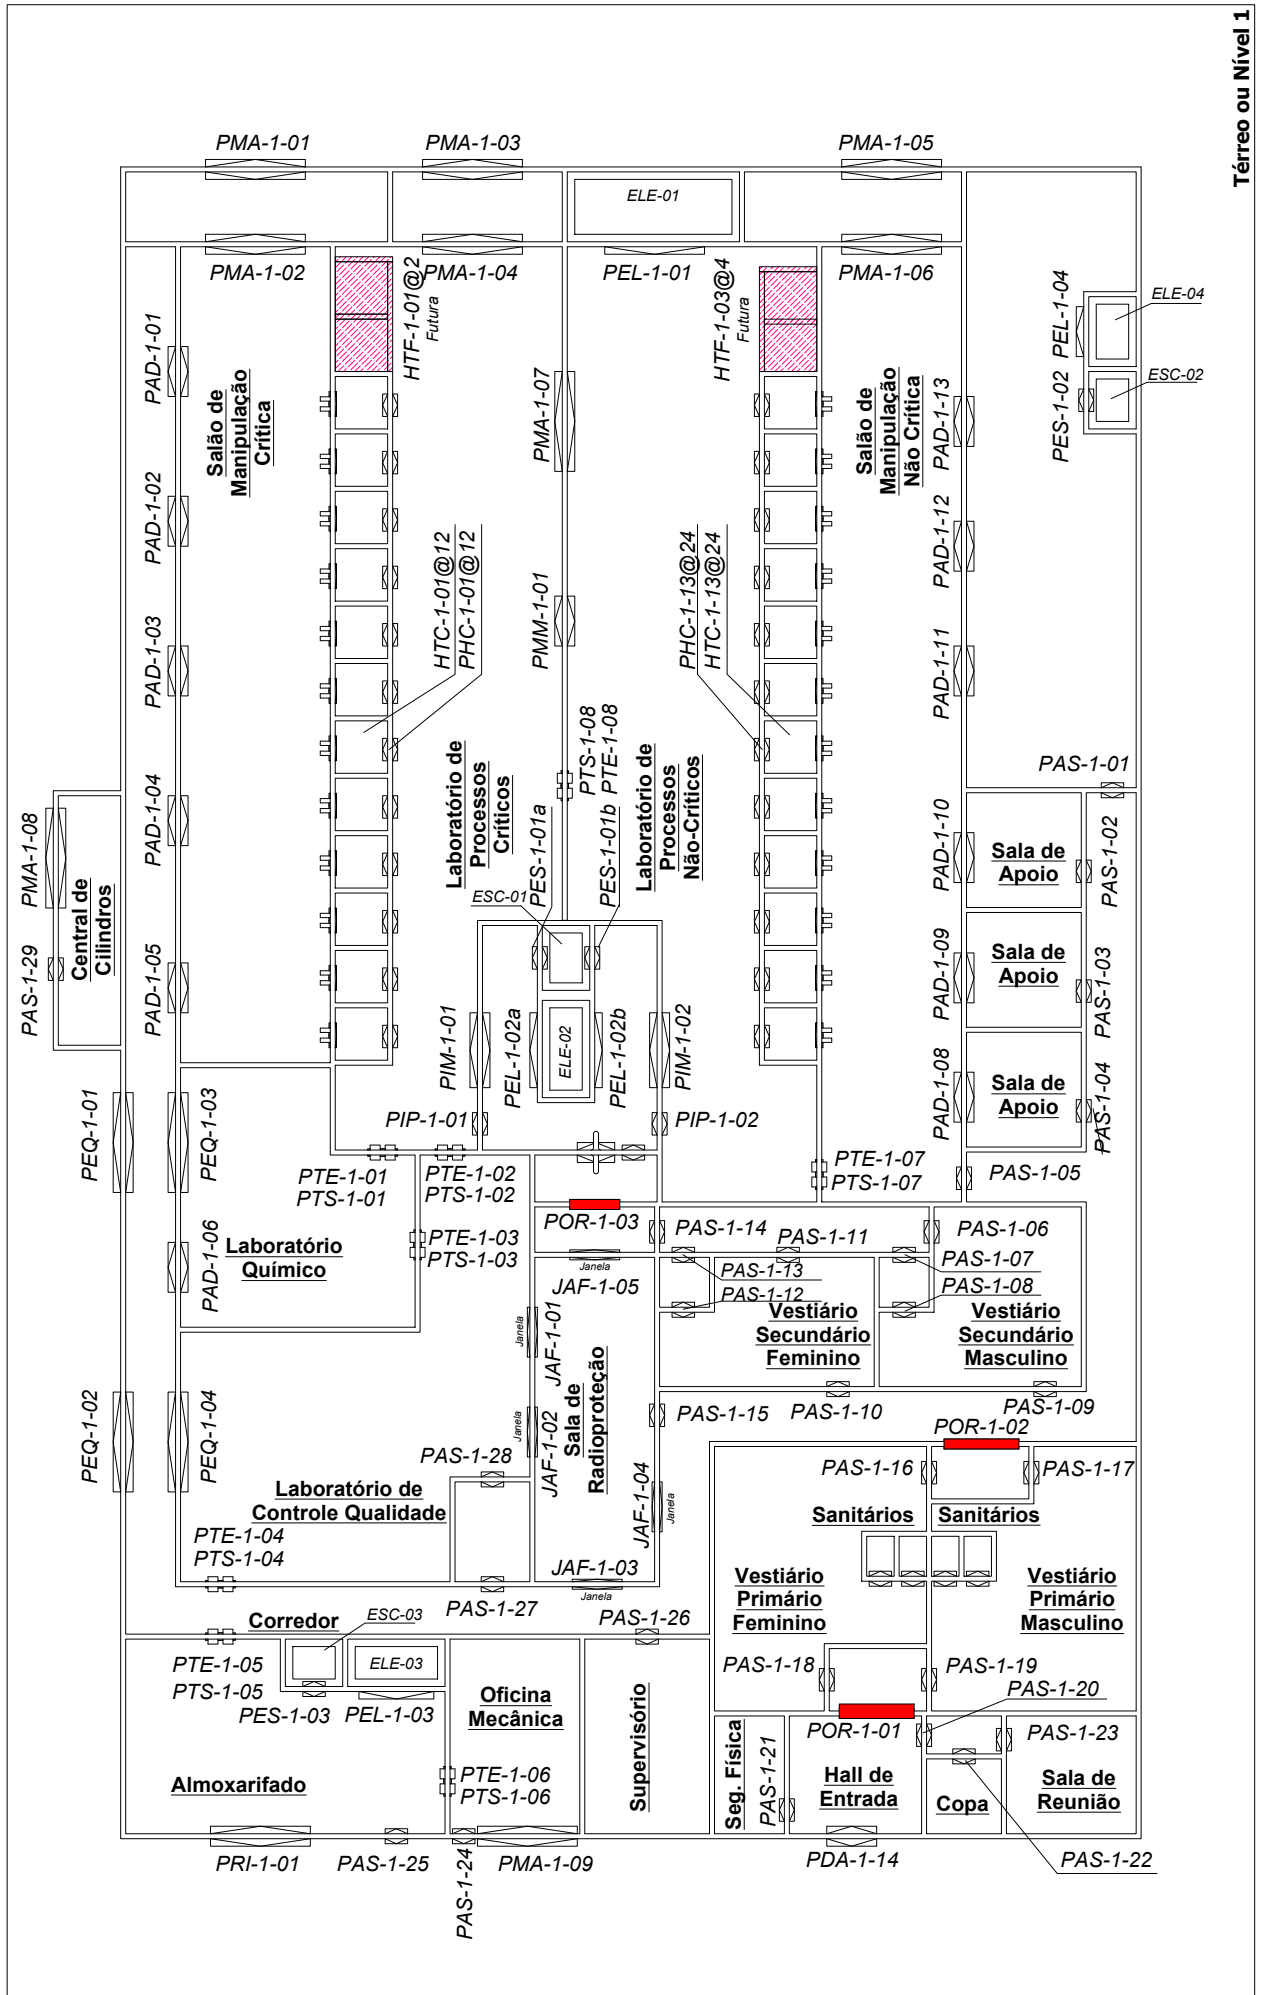 Térreo ou Nível 1
PMA-1-01
PMA-1-03
PMA-1-05
ELE-01
PMA-1-02
PMA-1-04
PEL-1-01
PMA-1-06
HTF-1-01@2
Futura
HTF-1-03@4
Futura
PEL-1-04
ELE-04
PES-1-02
ESC-02
PAD-1-01
Salão de
Manipulação
Crítica
PMA-1-07
Salão de
Manipulação
Não Crítica
PAD-1-13
PAD-1-02
PAD-1-12
HTC-1-01@12
PHC-1-01@12
PMM-1-01
PHC-1-13@24
HTC-1-13@24
PAD-1-03
PAD-1-11
PTS-1-08
PTE-1-08
PAS-1-01
PMA-1-08
PAD-1-04
Laboratório de
Processos
Críticos
PES-1-01a
PES-1-01b
Laboratório de
Processos
Não-Críticos
PAD-1-10
Sala de
Apoio
PAS-1-02
Central de
Cilindros
ESC-01
PAS-1-29
PAD-1-05
PAD-1-09
Sala de
Apoio
PAS-1-03
PIM-1-01
PEL-1-02a
ELE-02
PEL-1-02b
PIM-1-02
PAD-1-08
Sala de
Apoio
PAS-1-04
PEQ-1-01
PEQ-1-03
PIP-1-01
PIP-1-02
PTE-1-01
PTS-1-01
PTE-1-02
PTS-1-02
PTE-1-07
PTS-1-07
PAS-1-05
POR-1-03
PAS-1-14
PAS-1-11
PAS-1-06
PAD-1-06
Laboratório
Químico
PTE-1-03
PTS-1-03
Janela
JAF-1-05
PAS-1-13
PAS-1-12
PAS-1-07
PAS-1-08
Vestiário
Secundário
Feminino
Vestiário
Secundário
Masculino
Janela
JAF-1-01
Sala de
Radioproteção
PEQ-1-02
PEQ-1-04
Janela
JAF-1-02
PAS-1-15
PAS-1-10
PAS-1-09
POR-1-02
PAS-1-28
PAS-1-16
PAS-1-17
Laboratório de
Controle Qualidade
JAF-1-04
Janela
Sanitários
Sanitários
PTE-1-04
PTS-1-04
JAF-1-03
Janela
Vestiário
Primário
Feminino
Vestiário
Primário
Masculino
PAS-1-27
PAS-1-26
Corredor
ESC-03
PTE-1-05
PTS-1-05
ELE-03
PAS-1-18
PAS-1-19
PAS-1-20
PES-1-03
PEL-1-03
Oficina
Mecânica
POR-1-01
PAS-1-23
Supervisório
Seg. Física
PAS-1-21
Almoxarifado
PTE-1-06
PTS-1-06
Hall de
Entrada
Copa
Sala de
Reunião
PRI-1-01
PAS-1-25
PAS-1-24
PMA-1-09
PDA-1-14
PAS-1-22